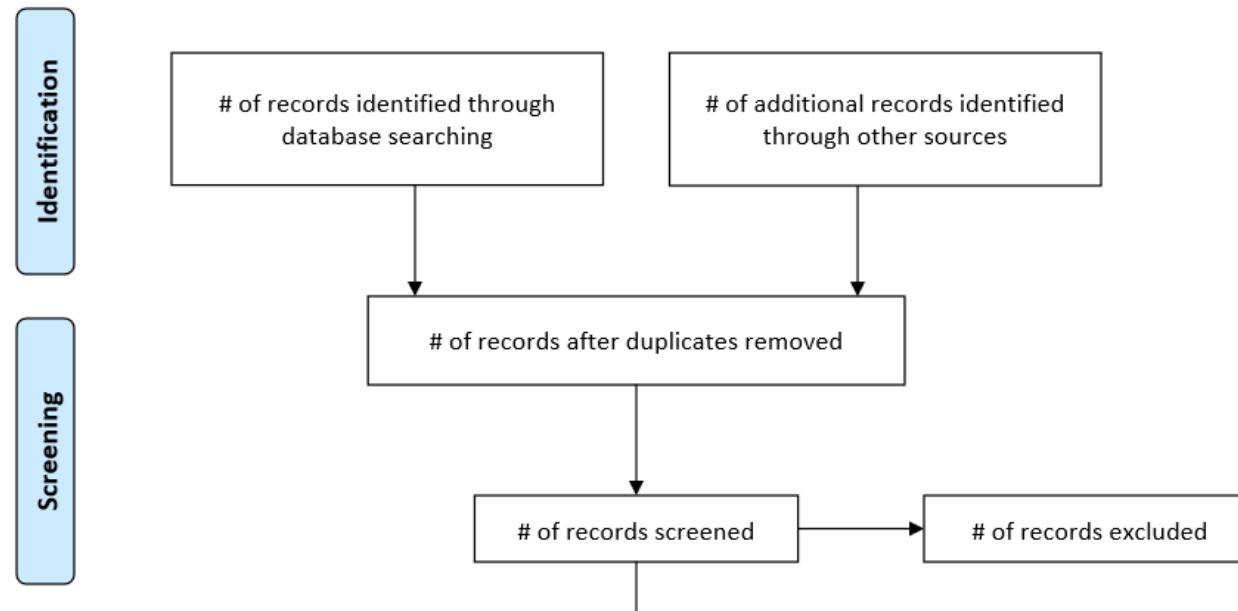 Identification
# of records identified through
database searching
# of additional records identified
through other sources
# of records after duplicates removed
Screening
# of records screened
# of records excluded